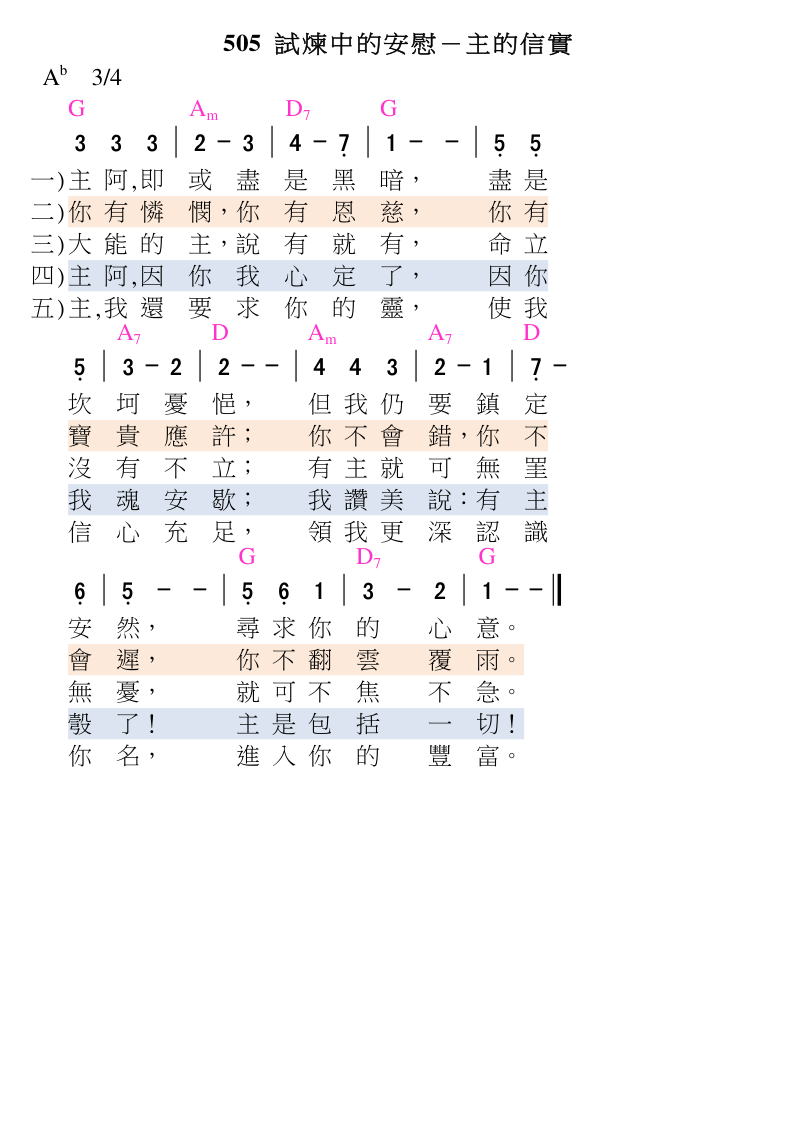 505 試煉中的安慰－主的信實
A♭ 3/4
G Am D7 G
3 3 3 | 2 - 3 | 4 - 7̣ | 1 - - | 5̣ 5̣
一)主阿,即或盡是黑暗，盡是
二)你有憐憫，你有恩慈，你有
三)大能的主，說有就有，命立
四)主阿,因你我心定了，因你
五)主,我還要求你的靈，使我
A7 D Am A7 D
5̣ | 3 - 2 | 2 - - | 4 4 3 | 2 - 1 | 7̣ -
坎坷憂悒，但我仍要鎮定
寶貴應許；你不會錯，你不
沒有不立；有主就可無罣
我魂安歇；我讚美說：有主
信心充足，領我更深認識
G D7 G
6̣ | 5̣ - - | 5̣ 6̣ 1 | 3 - 2 | 1 - - ‖
安然，尋求你的心意。
會遲，你不翻雲覆雨。
無憂，就可不焦不急。
彀了！主是包括一切！
你名，進入你的豐富。